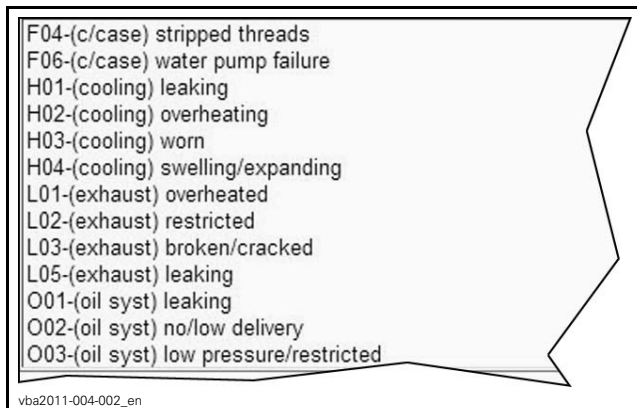 F04-(c/case) stripped threads
F06-(c/case) water pump failure
H01-(cooling) leaking
H02-(cooling) overheating
H03-(cooling) worn
H04-(cooling) swelling/expanding
L01-(exhaust) overheated
L02-(exhaust) restricted
L03-(exhaust) broken/cracked
L05-(exhaust) leaking
O01-(oil syst) leaking
O02-(oil syst) no/low delivery
O03-(oil syst) low pressure/restricted
vba2011-004-002_en